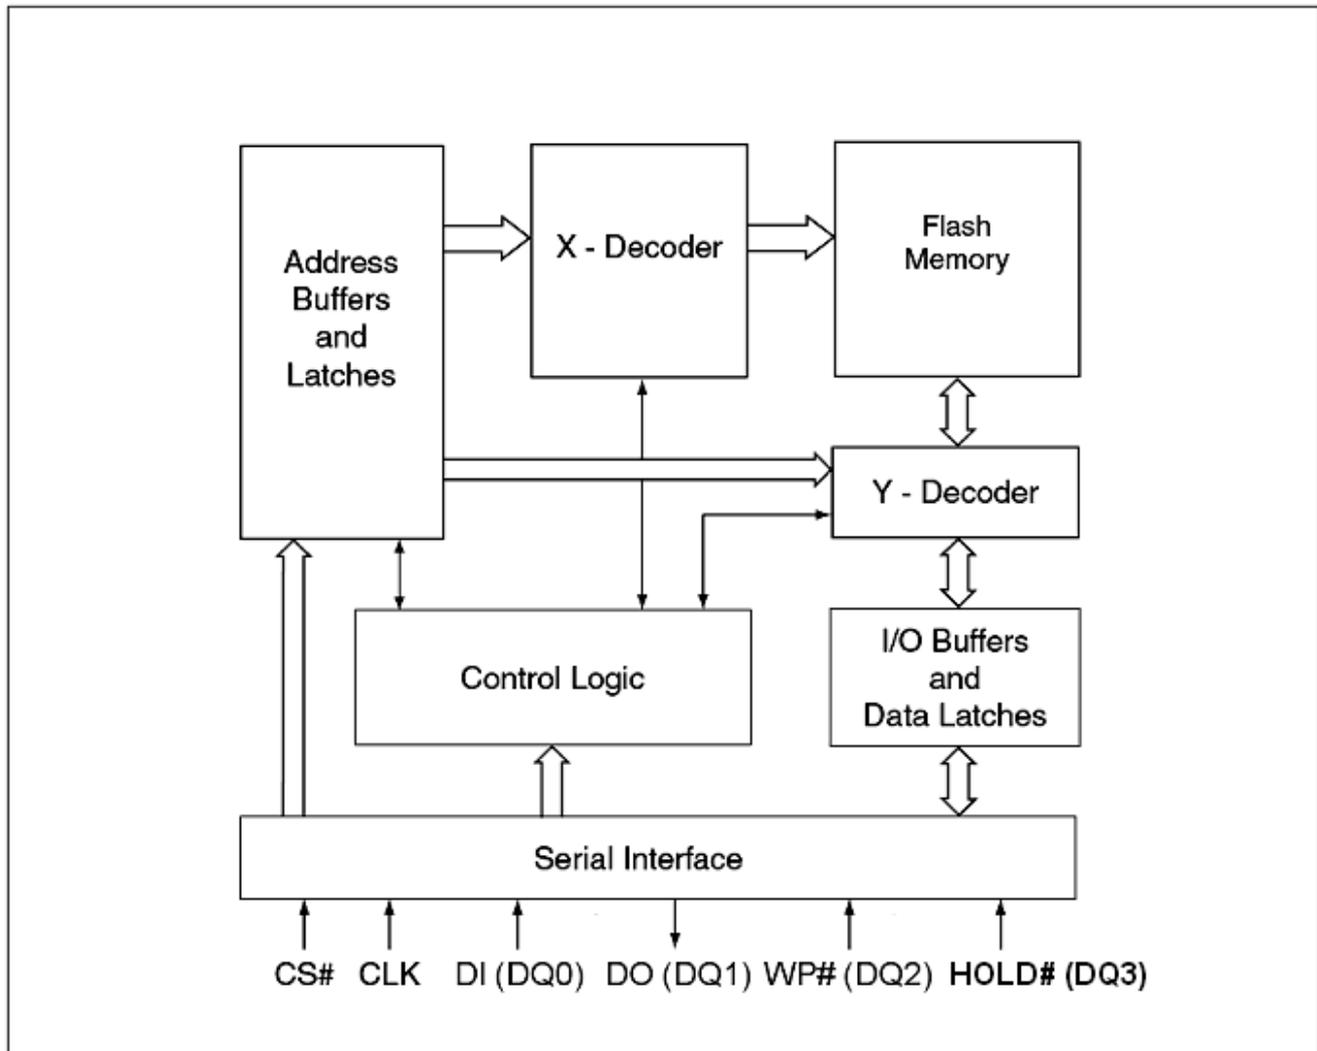 Address
Buffers
and
Latches
X - Decoder
Flash
Memory
Y - Decoder
Control Logic
I/O Buffers
and
Data Latches
Serial Interface
CS# CLK DI (DQ0) DO (DQ1) WP# (DQ2) HOLD# (DQ3)